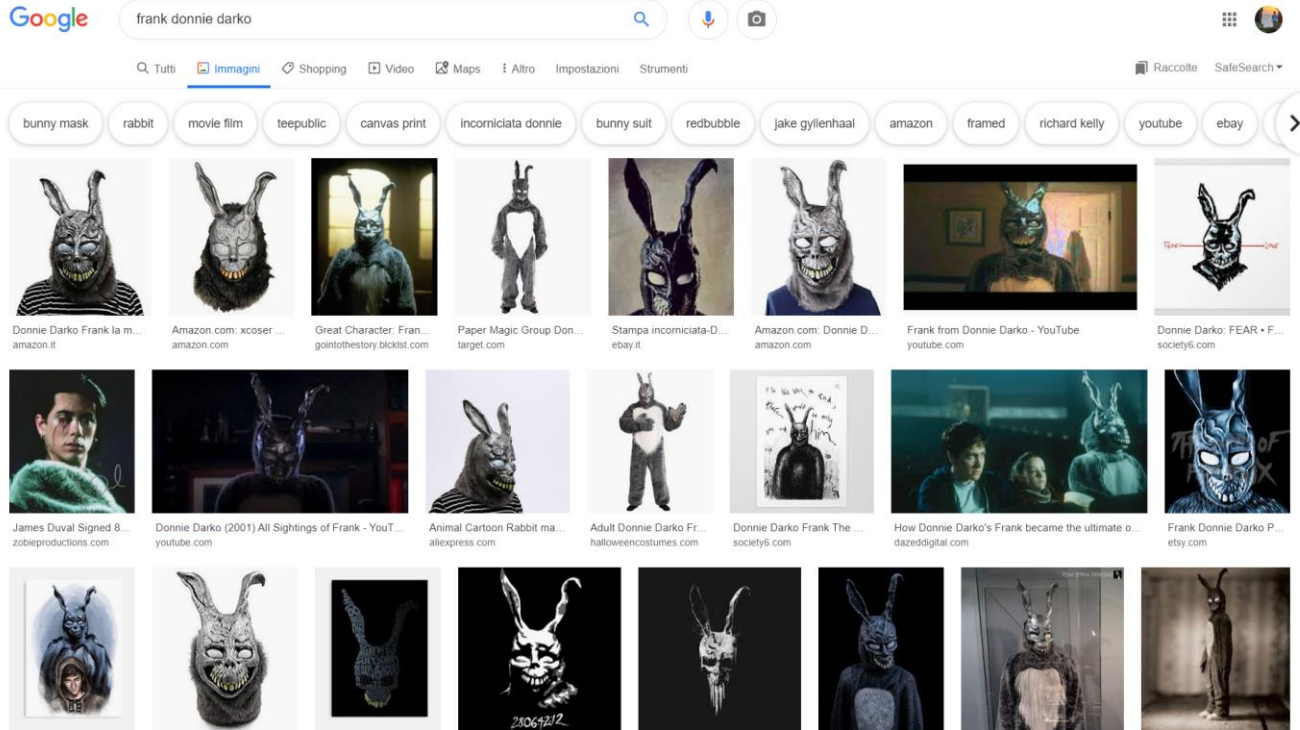 Google
frank donnie darko
Tutti Immagini Shopping Video Maps Altro Impostazioni Strumenti Raccolte SafeSearch
bunny mask rabbit movie film teepublic canvas print incorniciata donnie bunny suit redbubble jake gyllenhaal amazon framed richard kelly youtube ebay
FEAR LOVE
Donnie Darko Frank la m... Amazon.com: xcoser ... Great Character: Fran... Paper Magic Group Don... Stampa incorniciata-D... Amazon.com: Donnie D... Frank from Donnie Darko - YouTube Donnie Darko: FEAR • F...
amazon.it amazon.com gointothestory.blcklst.com target.com ebay.it amazon.com youtube.com society6.com
James Duval Signed 8... Donnie Darko (2001) All Sightings of Frank - YouT... Animal Cartoon Rabbit ma... Adult Donnie Darko Fr... Donnie Darko Frank The ... How Donnie Darko's Frank became the ultimate o... Frank Donnie Darko P...
zobieproductions.com youtube.com aliexpress.com halloweencostumes.com society6.com dazeddigital.com etsy.com
28064212